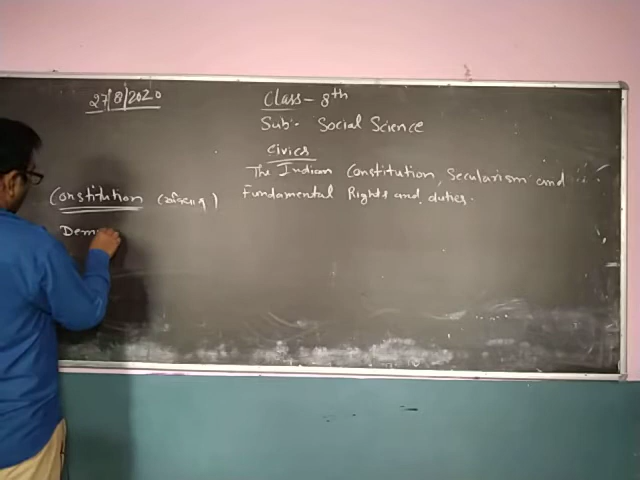 27/8/2020
Class - 8th
Sub:- Social Science
Civics
The Indian Constitution, Secularism and
Fundamental Rights and duties.
Constitution (संविधान)
Dem